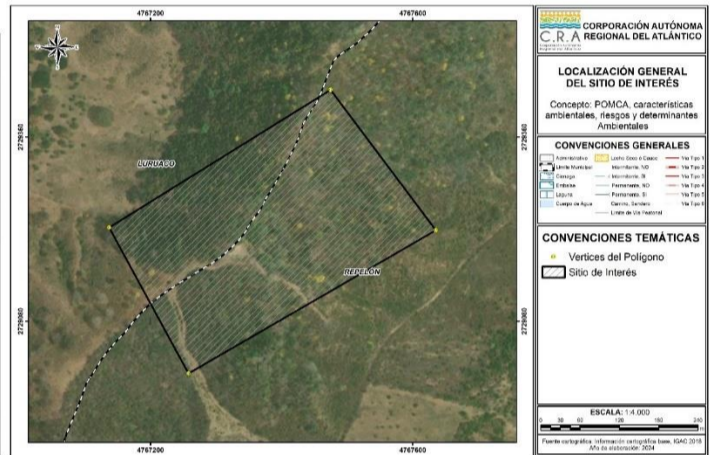 4767200
4767600
2729360
2729360
LURUACO
REPELÓN
2729080
2729080
4767200
4767600
C.R.A
CORPORACIÓN AUTÓNOMA
REGIONAL DEL ATLÁNTICO
LOCALIZACIÓN GENERAL
DEL SITIO DE INTERÉS
Concepto: POMCA, características
ambientales, riesgos y determinantes
Ambientales
CONVENCIONES GENERALES
Administrativo
Límite Municipal
Ciénaga
Embalse
Laguna
Cuerpo de Agua
Lecho Seco ó Cauce
Intermitente, NO
Intermitente, SI
Permanente, NO
Permanente, SI
Camino, Sendero
Límite de Vía Peatonal
Vía Tipo 1
Vía Tipo 2
Vía Tipo 3
Vía Tipo 4
Vía Tipo 5
Vía Tipo 6
CONVENCIONES TEMÁTICAS
Vertices del Polígono
Sitio de Interés
ESCALA: 1:4.000
0 30 60 120 180 240
Fuente cartográfica: Información cartográfica base, IGAC 2018
Año de elaboración: 2024